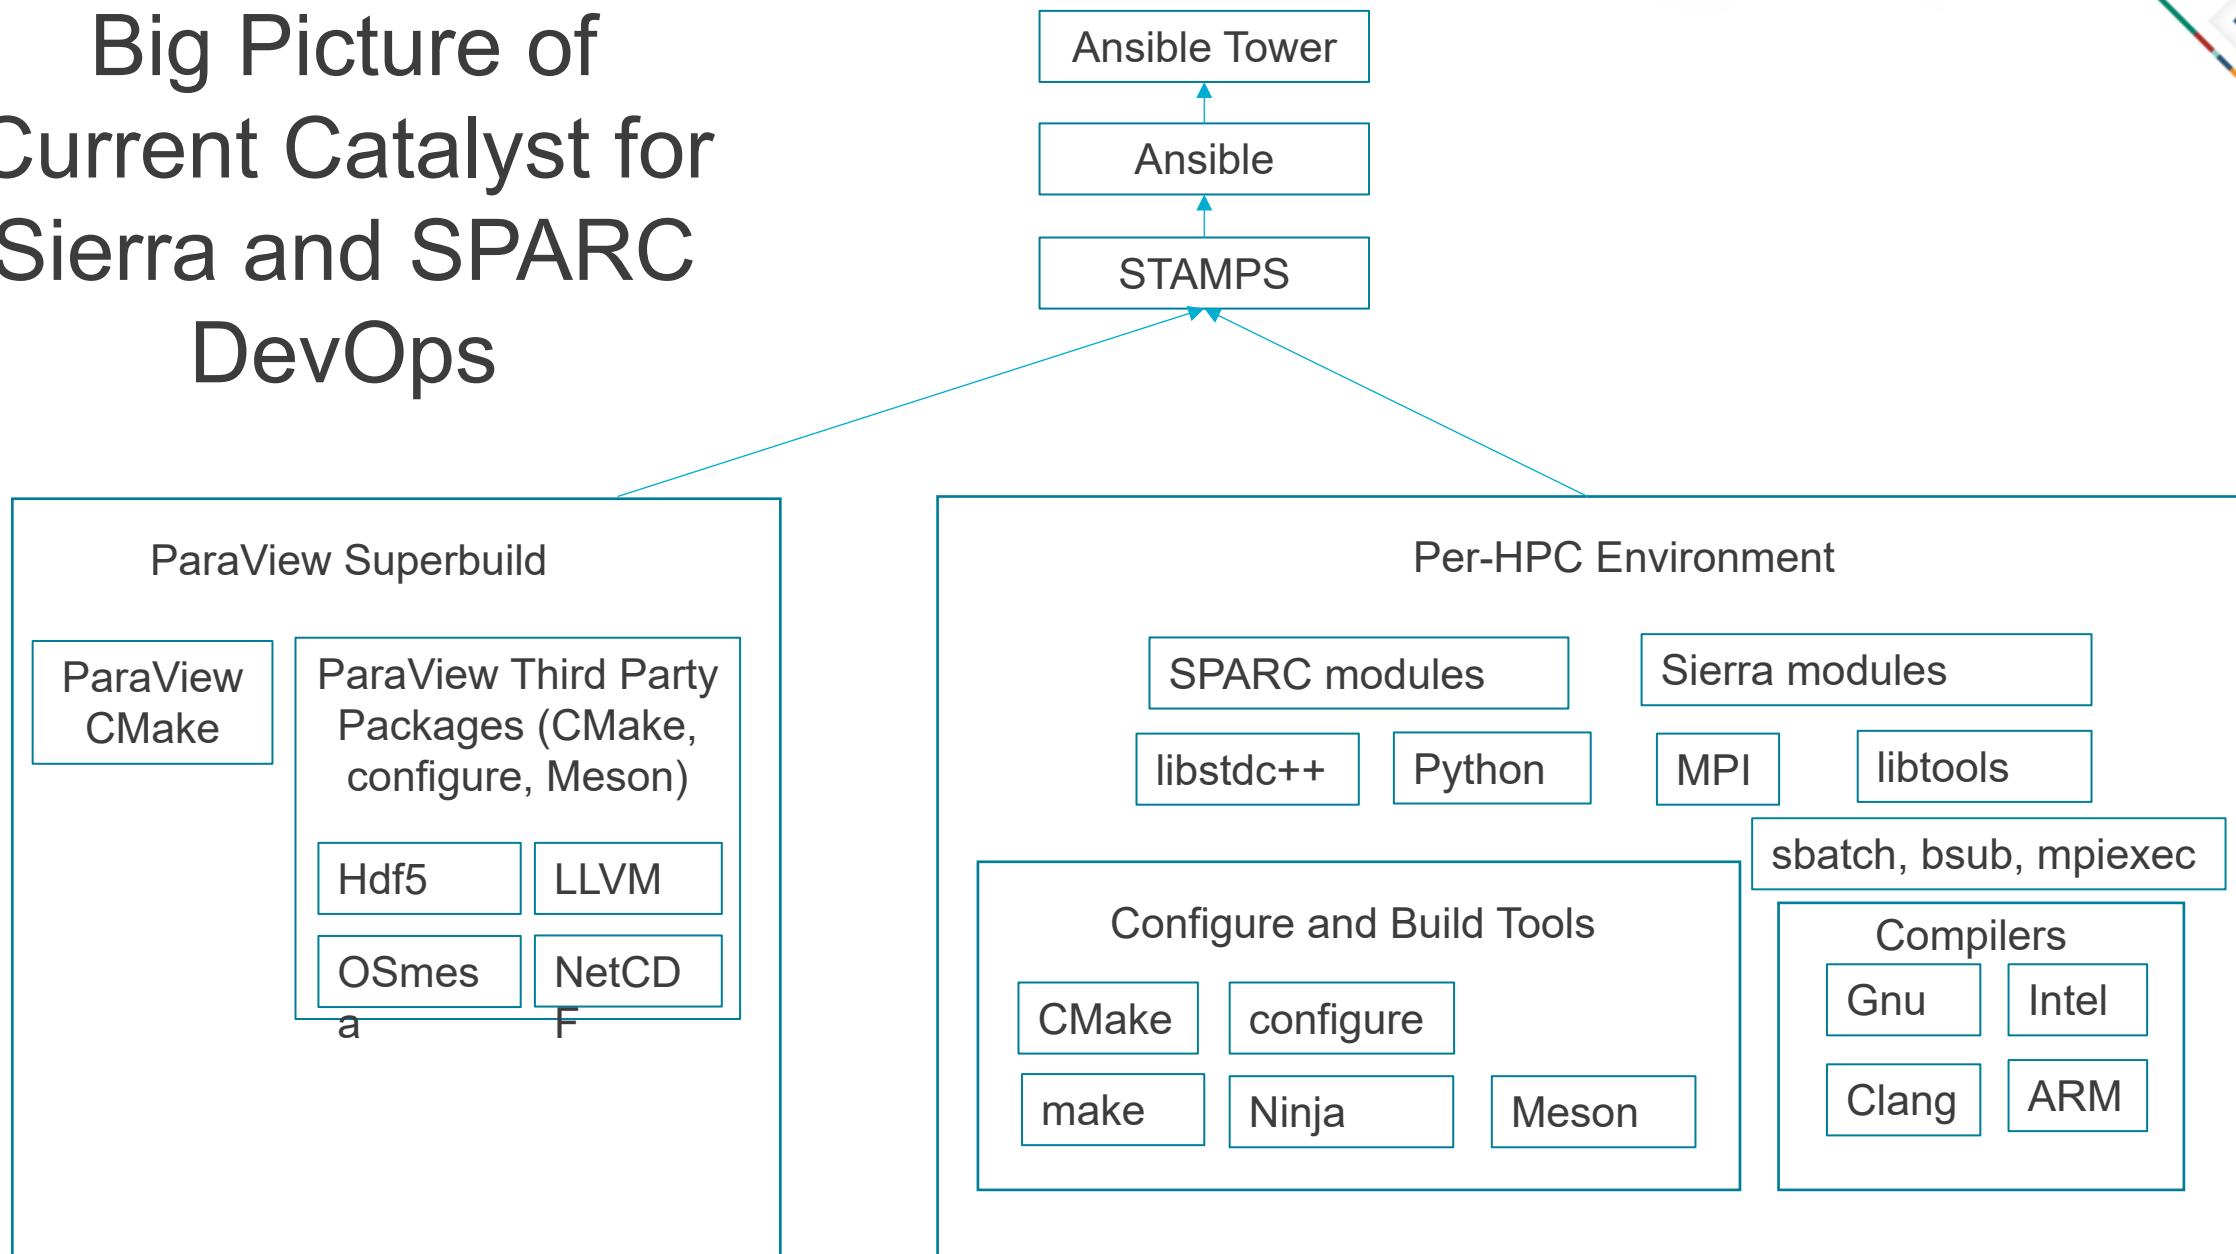 Big Picture of
Current Catalyst for
Sierra and SPARC
DevOps
Ansible Tower
Ansible
STAMPS
ParaView Superbuild
ParaView
CMake
ParaView Third Party
Packages (CMake,
configure, Meson)
Hdf5
LLVM
OSmes
a
NetCD
F
Per-HPC Environment
SPARC modules
Sierra modules
libstdc++
Python
MPI
libtools
sbatch, bsub, mpiexec
Configure and Build Tools
CMake
configure
make
Ninja
Meson
Compilers
Gnu
Intel
Clang
ARM